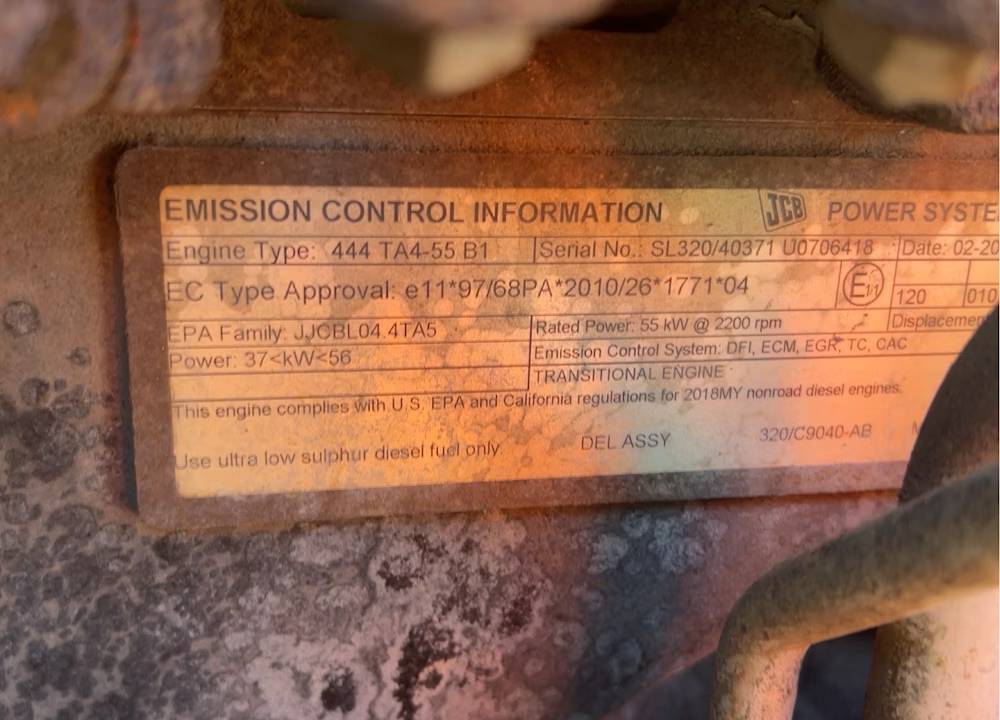 EMISSION CONTROL INFORMATION JCB POWER SYSTE
Engine Type: 444 TA4-55 B1 Serial No.: SL320/40371 U0706418 Date: 02-20
EC Type Approval: e11*97/68PA*2010/26*1771*04 E11 120 010
EPA Family: JJCBL04.4TA5 Rated Power: 55 kW @ 2200 rpm Displacemen
Power: 37<kW<56 Emission Control System: DFI, ECM, EGR, TC, CAC
TRANSITIONAL ENGINE
This engine complies with U.S. EPA and California regulations for 2018MY nonroad diesel engines.
Use ultra low sulphur diesel fuel only. DEL ASSY 320/C9040-AB